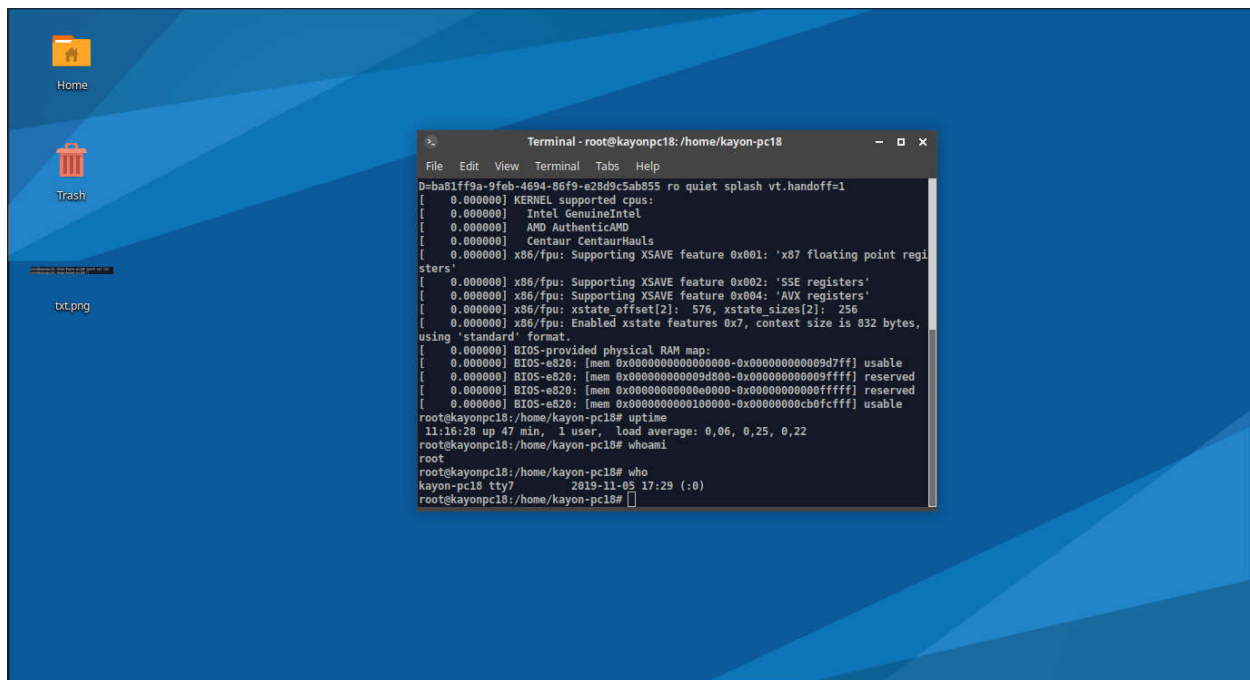 Home
Trash
txt.png
Terminal - root@kayonpc18: /home/kayon-pc18
File Edit View Terminal Tabs Help
D=ba81ff9a-9feb-4694-86f9-e28d9c5ab855 ro quiet splash vt.handoff=1
[    0.000000] KERNEL supported cpus:
[    0.000000]   Intel GenuineIntel
[    0.000000]   AMD AuthenticAMD
[    0.000000]   Centaur CentaurHauls
[    0.000000] x86/fpu: Supporting XSAVE feature 0x001: 'x87 floating point regi
sters'
[    0.000000] x86/fpu: Supporting XSAVE feature 0x002: 'SSE registers'
[    0.000000] x86/fpu: Supporting XSAVE feature 0x004: 'AVX registers'
[    0.000000] x86/fpu: xstate_offset[2]:  576, xstate_sizes[2]:  256
[    0.000000] x86/fpu: Enabled xstate features 0x7, context size is 832 bytes,
using 'standard' format.
[    0.000000] BIOS-provided physical RAM map:
[    0.000000] BIOS-e820: [mem 0x0000000000000000-0x000000000009d7ff] usable
[    0.000000] BIOS-e820: [mem 0x000000000009d800-0x000000000009ffff] reserved
[    0.000000] BIOS-e820: [mem 0x00000000000e0000-0x00000000000fffff] reserved
[    0.000000] BIOS-e820: [mem 0x0000000000100000-0x00000000cb0fcfff] usable
root@kayonpc18:/home/kayon-pc18# uptime
 11:16:28 up 47 min,  1 user,  load average: 0,06, 0,25, 0,22
root@kayonpc18:/home/kayon-pc18# whoami
root
root@kayonpc18:/home/kayon-pc18# who
kayon-pc18 tty7         2019-11-05 17:29 (:0)
root@kayonpc18:/home/kayon-pc18#